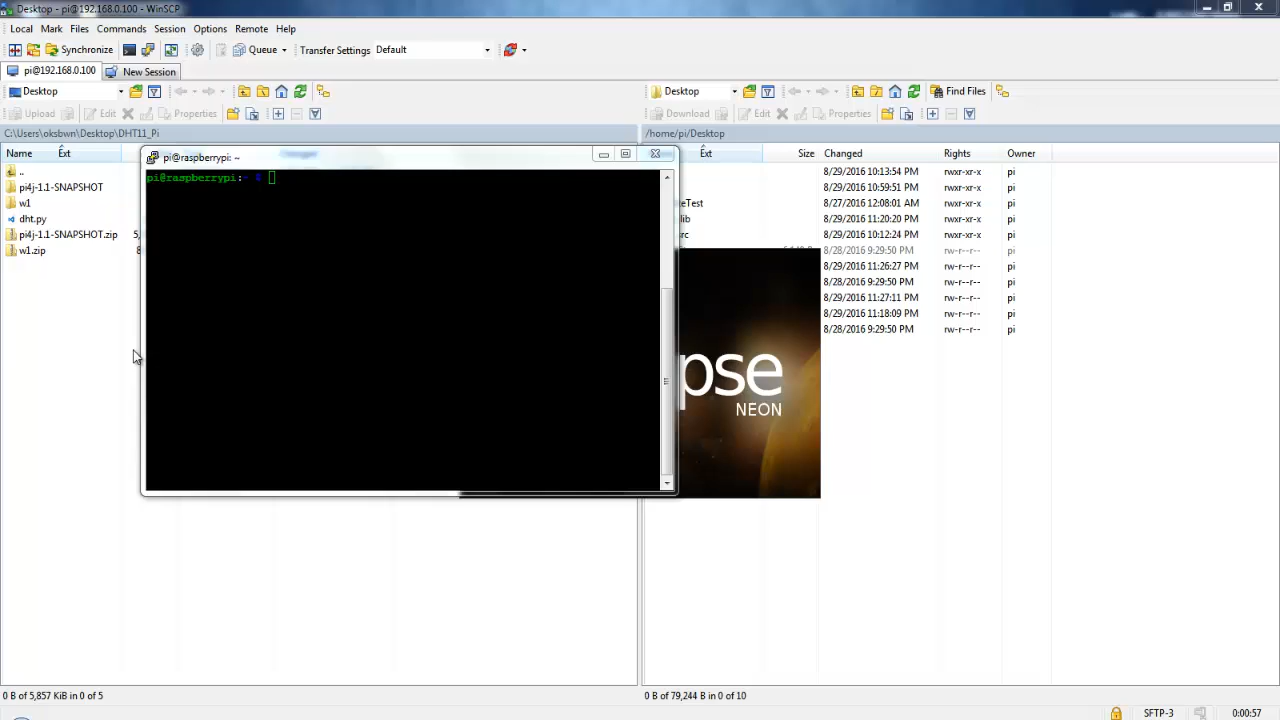 Desktop - pi@192.168.0.100 - WinSCP
Local Mark Files Commands Session Options Remote Help
Synchronize Queue Transfer Settings Default
pi@192.168.0.100 New Session
Desktop Desktop Find Files
Upload Edit Properties Download Edit Properties
C:\Users\oksbwn\Desktop\DHT11_Pi /home/pi/Desktop
Name Ext Ext Size Changed Rights Owner
pi@raspberrypi: ~
pi@raspberrypi:~ $
..
pi4j-1.1-SNAPSHOT
w1
dht.py
pi4j-1.1-SNAPSHOT.zip 5,
w1.zip 8
8/29/2016 10:13:54 PM rwxr-xr-x pi
8/29/2016 10:59:51 PM rwxr-xr-x pi
eTest 8/27/2016 12:08:01 AM rwxr-xr-x pi
lib 8/29/2016 11:20:20 PM rwxr-xr-x pi
src 8/29/2016 10:12:24 PM rwxr-xr-x pi
8/28/2016 9:29:50 PM rw-r--r-- pi
8/29/2016 11:26:27 PM rw-r--r-- pi
8/28/2016 9:29:50 PM rw-r--r-- pi
8/29/2016 11:27:11 PM rw-r--r-- pi
8/29/2016 11:18:09 PM rw-r--r-- pi
8/28/2016 9:29:50 PM rw-r--r-- pi
pse
NEON
0 B of 5,857 KiB in 0 of 5 0 B of 79,244 B in 0 of 10
SFTP-3 0:00:57